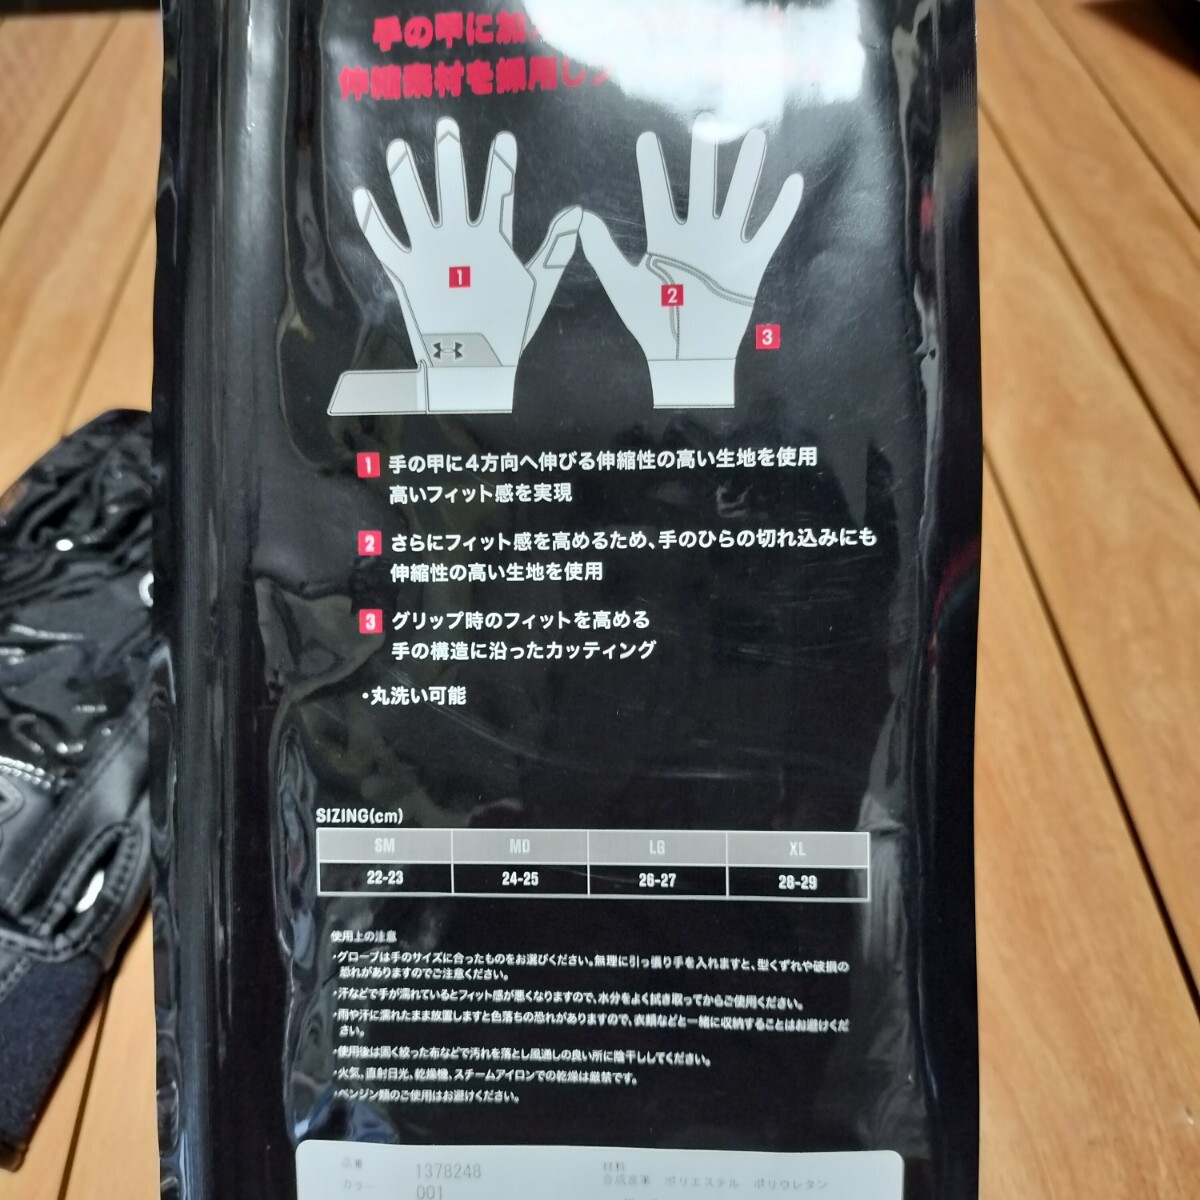 手の甲に加
伸縮素材を採用し
1
2
3
1 手の甲に4方向へ伸びる伸縮性の高い生地を使用
高いフィット感を実現
2 さらにフィット感を高めるため、手のひらの切れ込みにも
伸縮性の高い生地を使用
3 グリップ時のフィットを高める
手の構造に沿ったカッティング
・丸洗い可能
SIZING(cm)
SM MD LG XL
22-23 24-25 26-27 28-29
使用上の注意
・グローブは手のサイズに合ったものをお選びください。無理に引っ張り手を入れますと、型くずれや破損の
恐れがありますのでご注意ください。
・汗などで手が濡れているとフィット感が悪くなりますので、水分をよく拭き取ってからご使用ください。
・雨や汗に濡れたまま放置しますと色落ちの恐れがありますので、衣類などと一緒に収納することはお避けくだ
さい。
・使用後は固く絞った布などで汚れを落とし風通しの良い所に陰干ししてください。
・火気、直射日光、乾燥機、スチームアイロンでの乾燥は厳禁です。
・ベンジン類のご使用はお避けください。
品番 1378248 材料
カラー 001 合成皮革 ポリエステル ポリウレタン